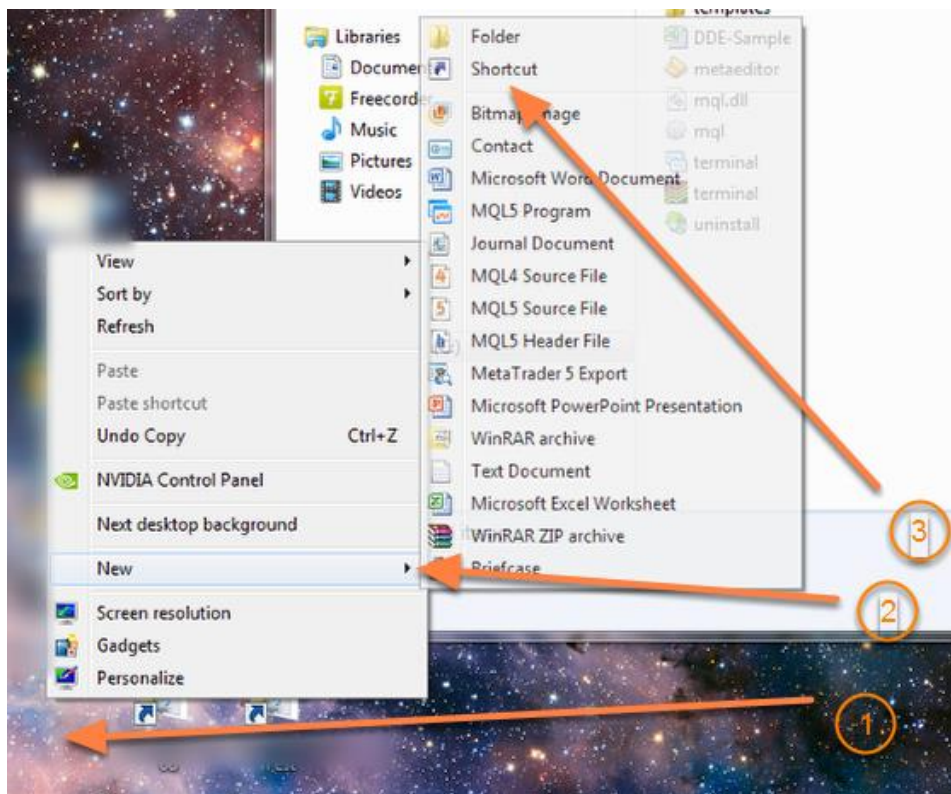 templates
Libraries
Folder
DDE-Sample
Shortcut
metaeditor
Freecorder
mql.dll
Bitmap Image
Music
mql
Contact
Pictures
terminal
Microsoft Word Document
Videos
terminal
MQL5 Program
uninstall
Journal Document
View
MQL4 Source File
Sort by
MQL5 Source File
Refresh
MQL5 Header File
Paste
MetaTrader 5 Export
Paste shortcut
Microsoft PowerPoint Presentation
Undo Copy Ctrl+Z
WinRAR archive
Text Document
NVIDIA Control Panel
Microsoft Excel Worksheet
Next desktop background
WinRAR ZIP archive
3
New
Briefcase
2
Screen resolution
Gadgets
Personalize
1